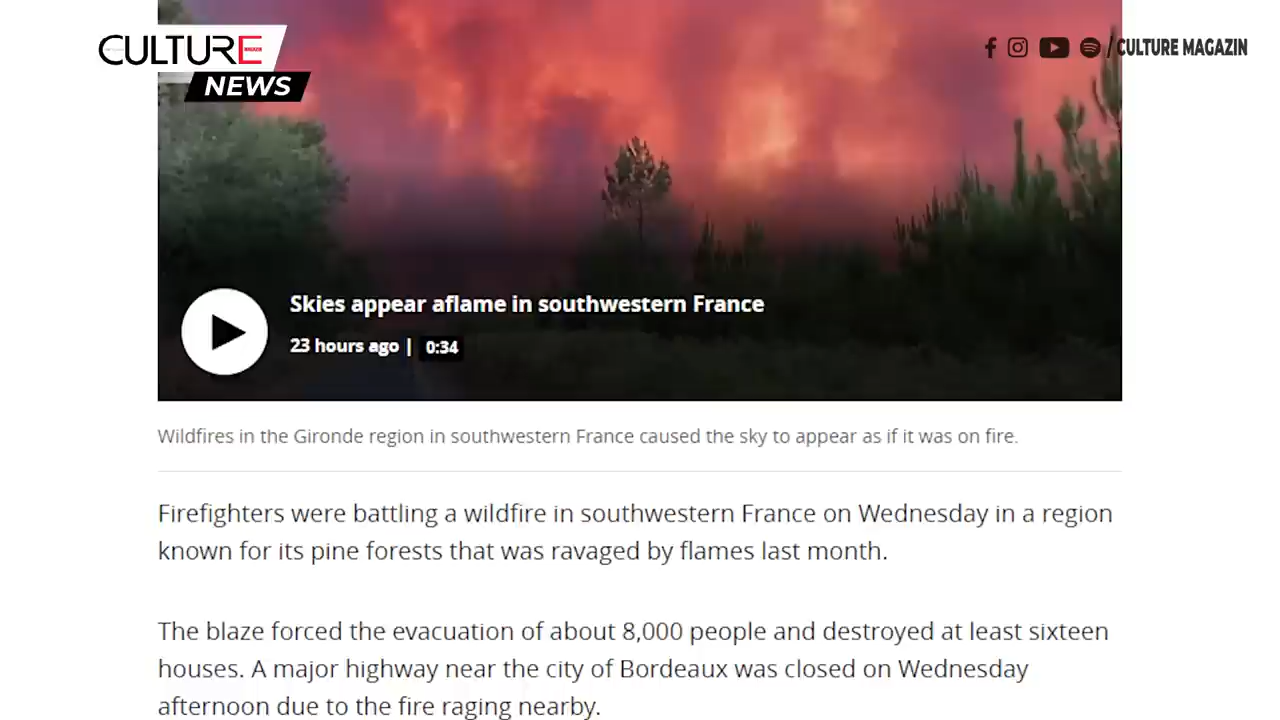 CULTURE
NEWS
/CULTURE MAGAZIN
Skies appear aflame in southwestern France
23 hours ago | 0:34
Wildfires in the Gironde region in southwestern France caused the sky to appear as if it was on fire.
Firefighters were battling a wildfire in southwestern France on Wednesday in a region
known for its pine forests that was ravaged by flames last month.
The blaze forced the evacuation of about 8,000 people and destroyed at least sixteen
houses. A major highway near the city of Bordeaux was closed on Wednesday
afternoon due to the fire raging nearby.